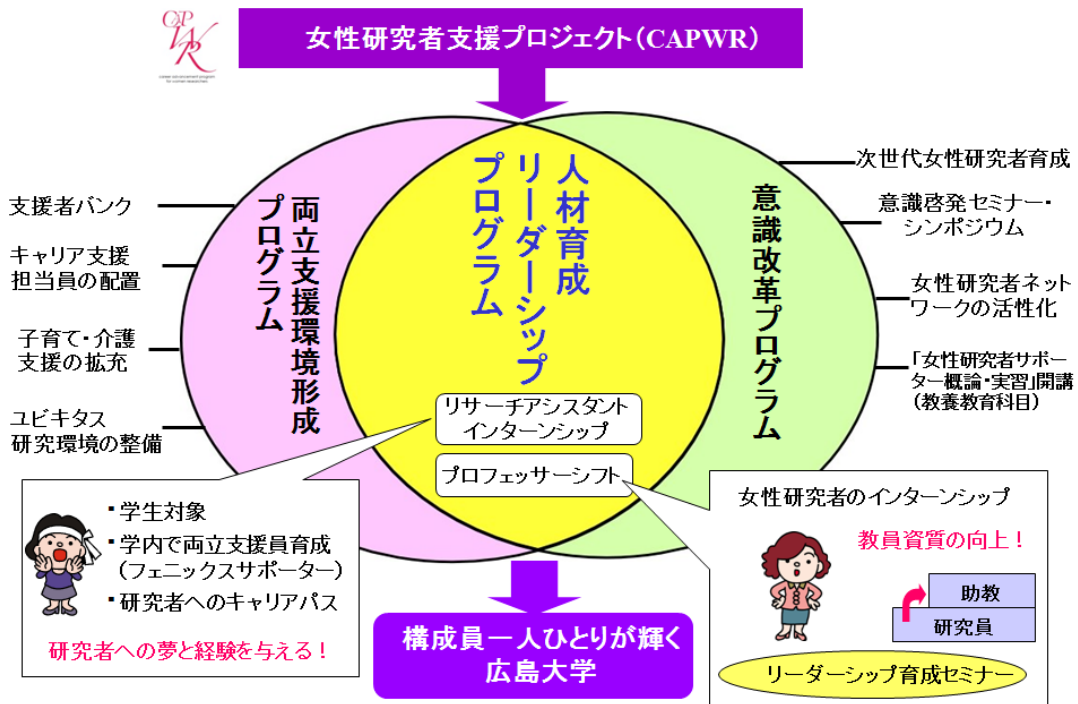 CAPWR
career advancement program
for women researchers
女性研究者支援プロジェクト(CAPWR)
両立支援環境形成
プログラム
人材育成
リーダーシップ
プログラム
意識改革プログラム
支援者バンク
キャリア支援
担当員の配置
子育て・介護
支援の拡充
ユビキタス
研究環境の整備
次世代女性研究者育成
意識啓発セミナー・
シンポジウム
女性研究者ネット
ワークの活性化
「女性研究者サポー
ター概論・実習」開講
(教養教育科目)
リサーチアシスタント
インターンシップ
プロフェッサーシフト
・学生対象
・学内で両立支援員育成
(フェニックスサポーター)
・研究者へのキャリアパス
研究者への夢と経験を与える！
女性研究者のインターンシップ
教員資質の向上！
助教
研究員
リーダーシップ育成セミナー
構成員一人ひとりが輝く
広島大学